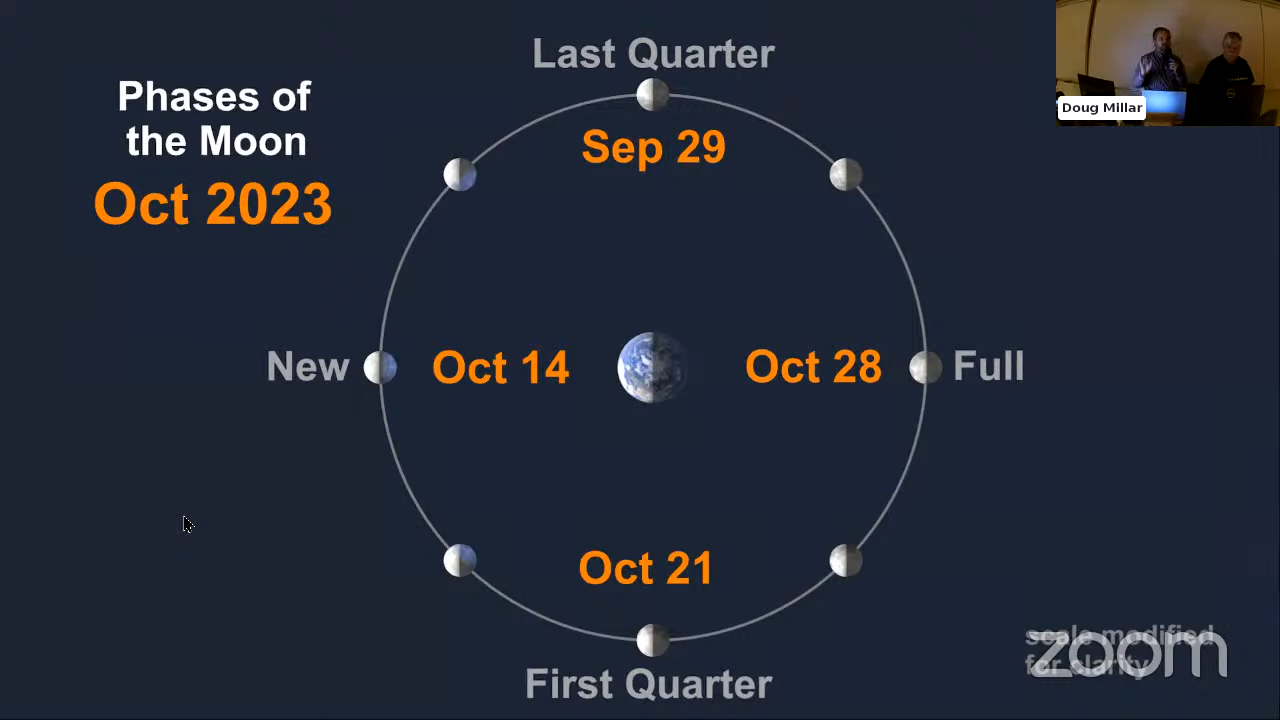 Last Quarter
Phases of
the Moon
Oct 2023
Doug Millar
Sep 29
New
Oct 14
Oct 28
Full
Oct 21
First Quarter
scale modified
for clarity
zoom